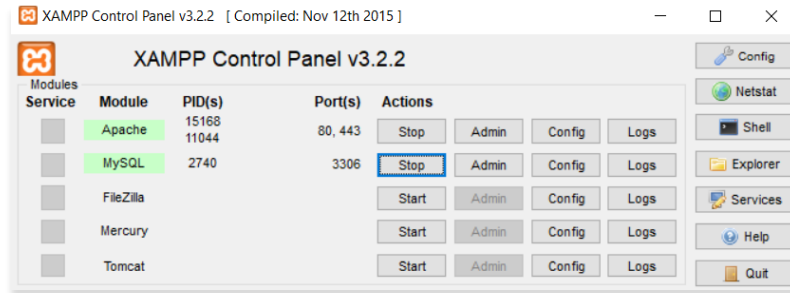 XAMPP Control Panel v3.2.2 [ Compiled: Nov 12th 2015 ]
XAMPP Control Panel v3.2.2
Config
Modules
Service Module PID(s) Port(s) Actions
Netstat
Apache 15168 11044 80, 443 Stop Admin Config Logs
Shell
MySQL 2740 3306 Stop Admin Config Logs
Explorer
FileZilla Start Admin Config Logs
Services
Mercury Start Admin Config Logs
Help
Tomcat Start Admin Config Logs
Quit